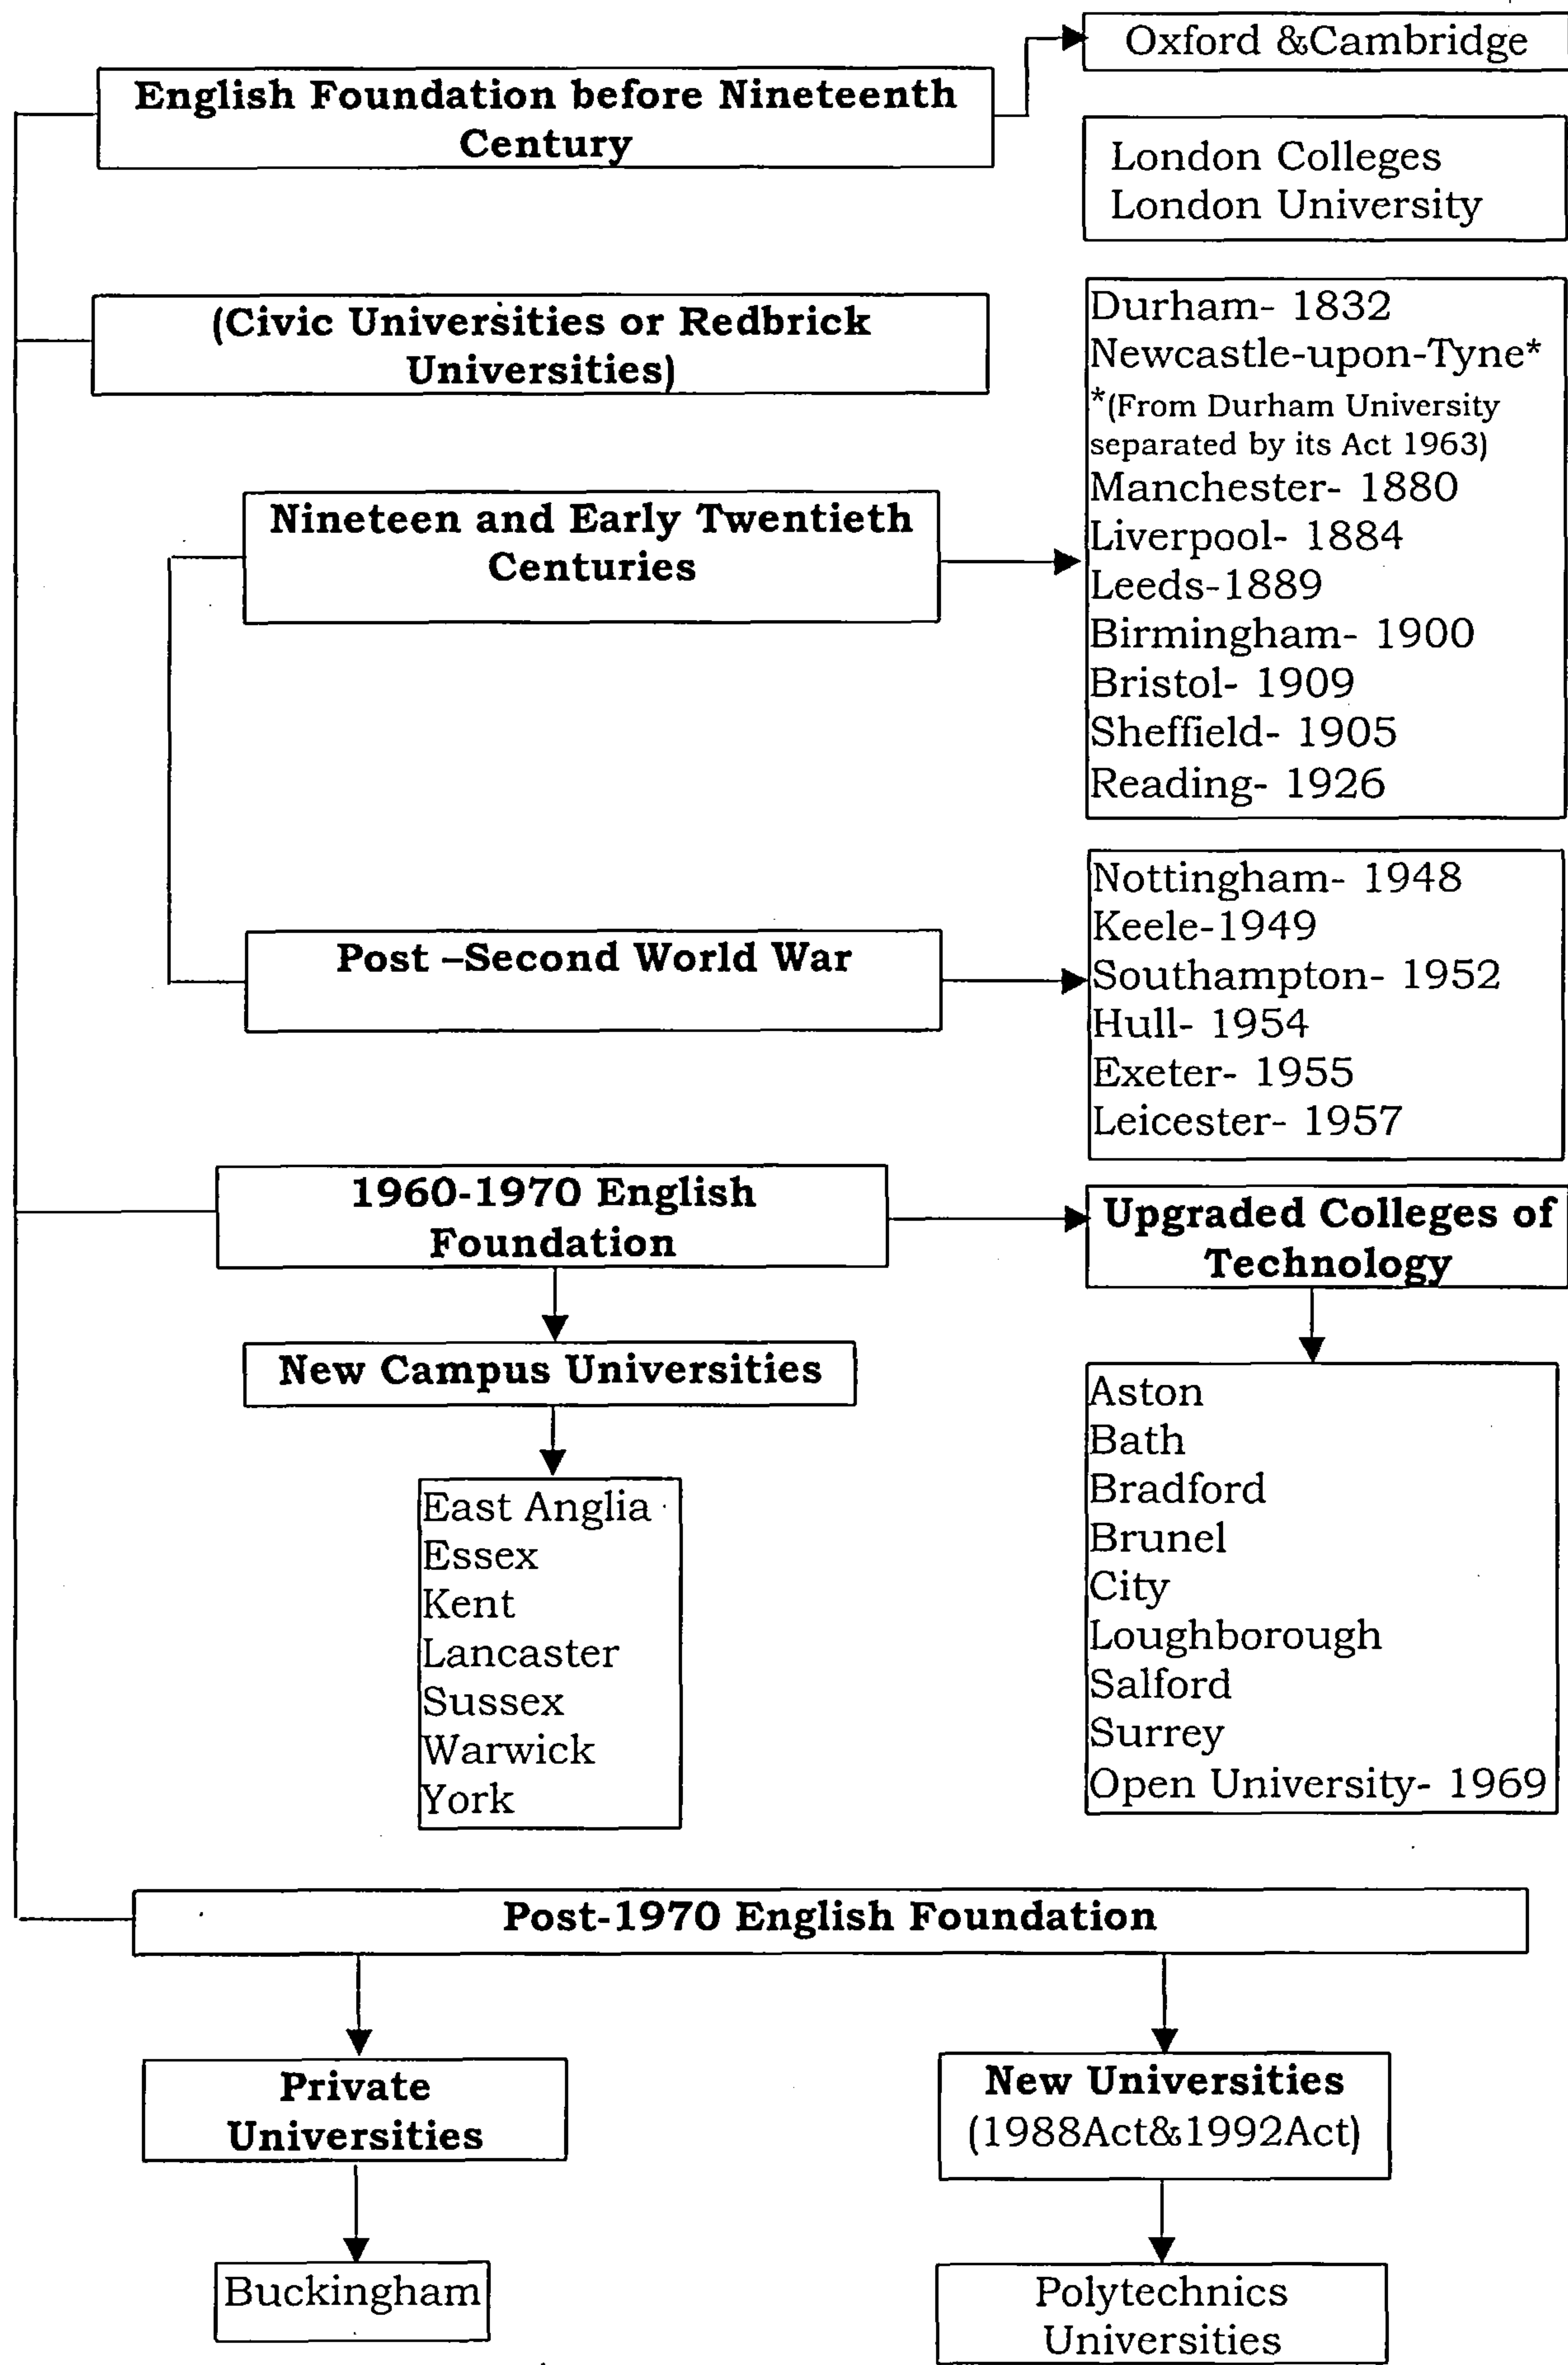 Oxford &Cambridge
English Foundation before Nineteenth
Century
London Colleges
London University
(Civic Universities or Redbrick
Universities)
Durham- 1832
Newcastle-upon-Tyne*
*(From Durham University
separated by its Act 1963)
Manchester- 1880
Liverpool- 1884
Leeds-1889
Birmingham- 1900
Bristol- 1909
Sheffield- 1905
Reading- 1926
Nineteen and Early Twentieth
Centuries
Post –Second World War
Nottingham- 1948
Keele-1949
Southampton- 1952
Hull- 1954
Exeter- 1955
Leicester- 1957
1960-1970 English
Foundation
Upgraded Colleges of
Technology
New Campus Universities
East Anglia
Essex
Kent
Lancaster
Sussex
Warwick
York
Aston
Bath
Bradford
Brunel
City
Loughborough
Salford
Surrey
Open University- 1969
Post-1970 English Foundation
Private
Universities
New Universities
(1988Act&1992Act)
Buckingham
Polytechnics
Universities